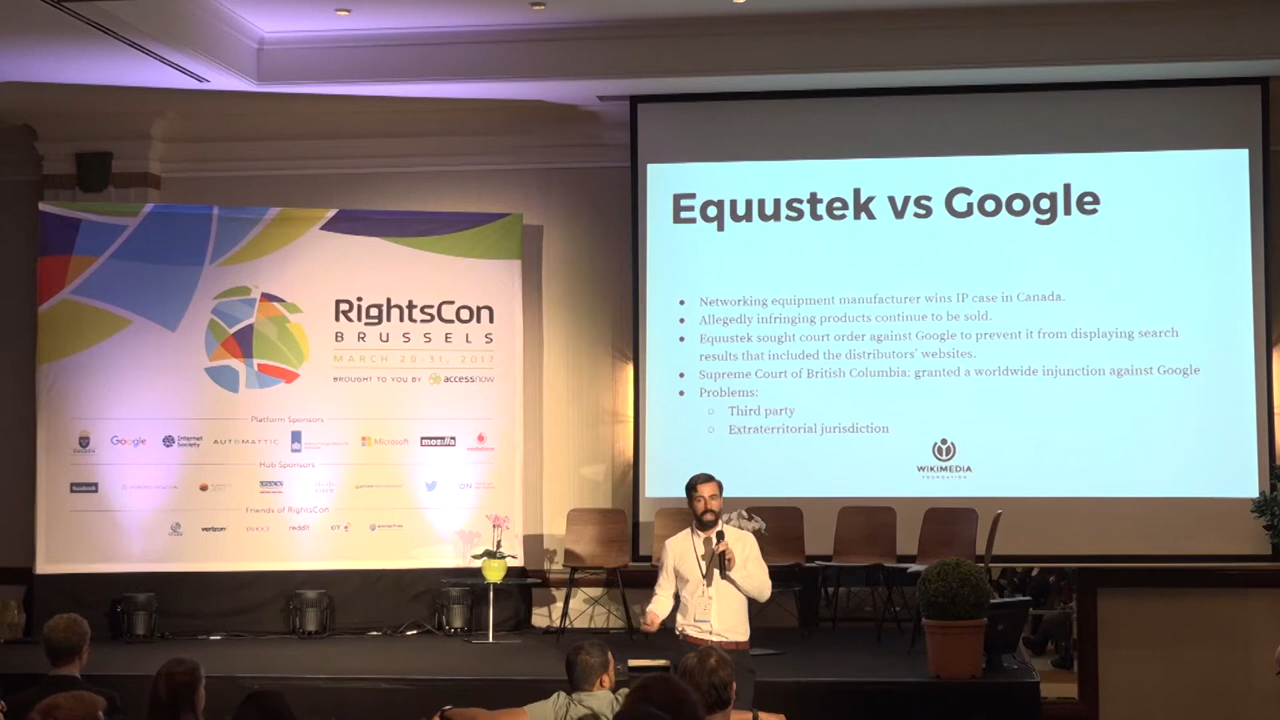 RightsCon
BRUSSELS
MARCH 29-31, 2017
BROUGHT TO YOU BY accessnow
Platform Sponsors
Google
Internet Society
AUTOMATTIC
Microsoft
moz://a
vodafone
Hub Sponsors
facebook
Friends of RightsCon
verizon
reddit
EY
Equustek vs Google
● Networking equipment manufacturer wins IP case in Canada.
● Allegedly infringing products continue to be sold.
● Equustek sought court order against Google to prevent it from displaying search
results that included the distributors' websites.
● Supreme Court of British Columbia: granted a worldwide injunction against Google
● Problems:
○ Third party
○ Extraterritorial jurisdiction
WIKIMEDIA
FOUNDATION